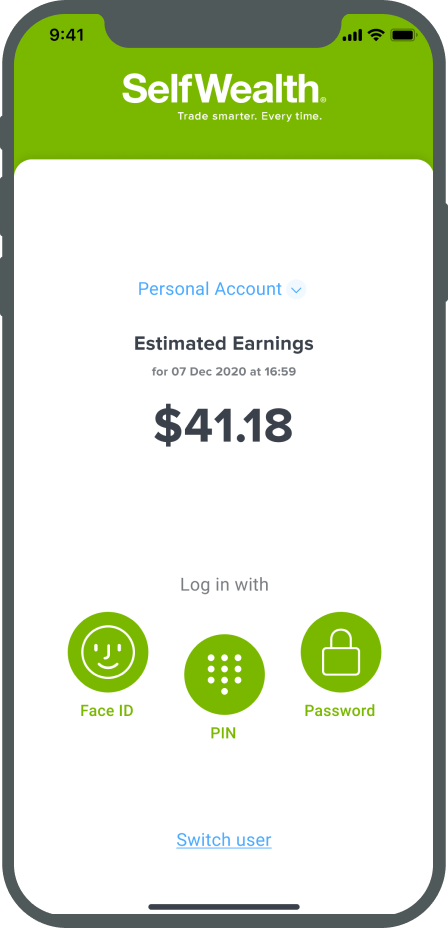 9:41
SelfWealth®
Trade smarter. Every time.
Personal Account
Estimated Earnings
for 07 Dec 2020 at 16:59
$41.18
Log in with
Face ID
PIN
Password
Switch user